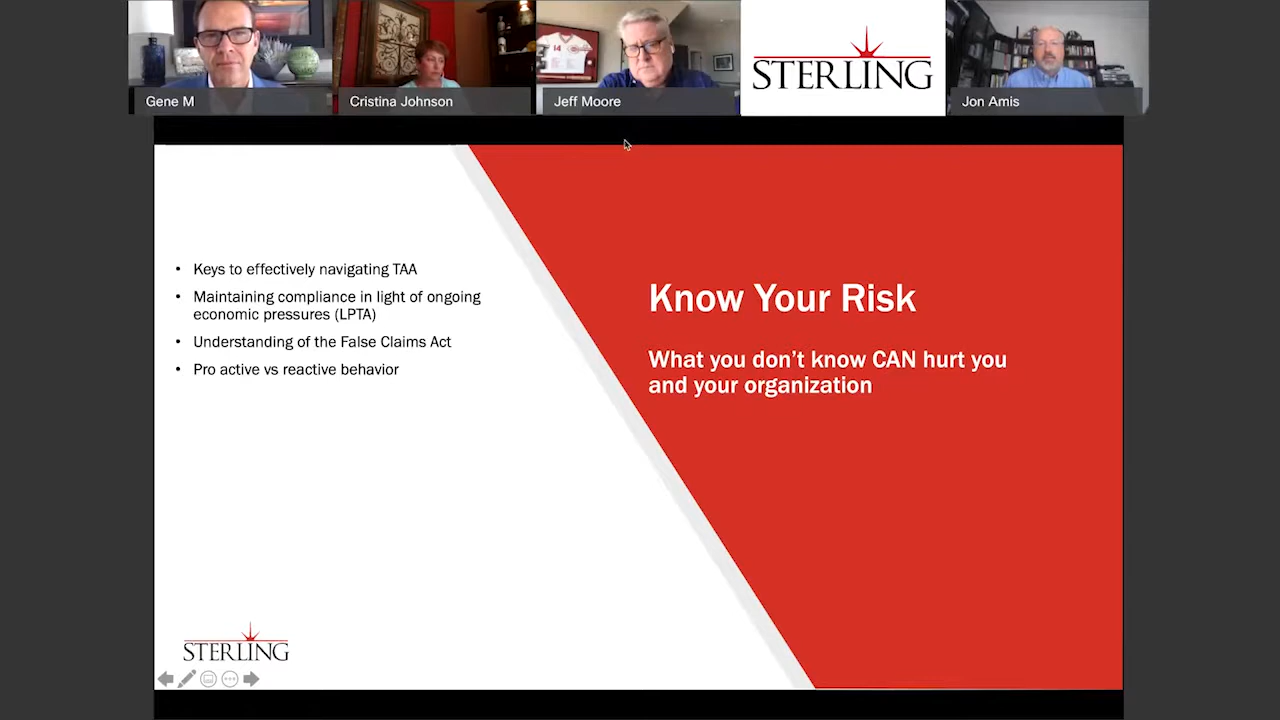 STERLING
Gene M
Cristina Johnson
14
Jeff Moore
Jon Amis
• Keys to effectively navigating TAA
• Maintaining compliance in light of ongoing
economic pressures (LPTA)
• Understanding of the False Claims Act
• Pro active vs reactive behavior
Know Your Risk
What you don't know CAN hurt you
and your organization
STERLING